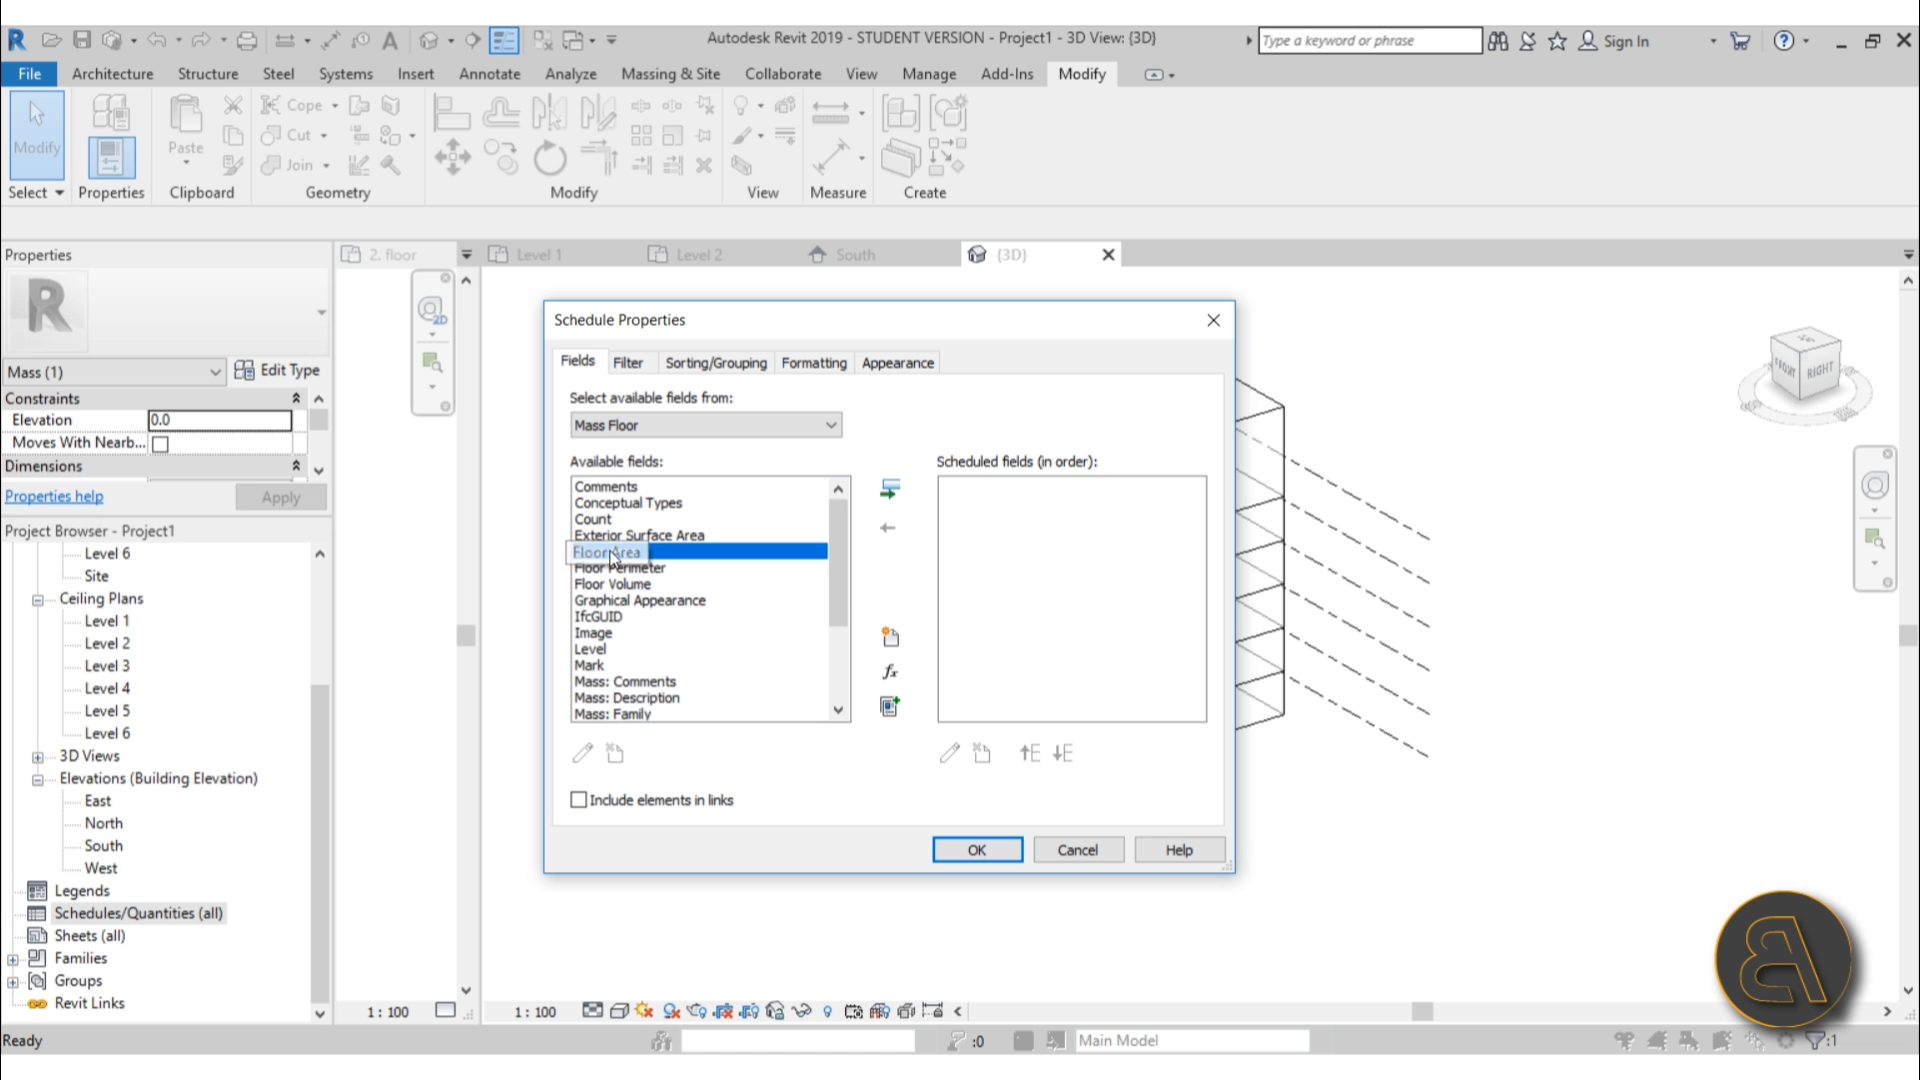 Autodesk Revit 2019 - STUDENT VERSION - Project1 - 3D View: {3D}
Type a keyword or phrase
Sign In
File Architecture Structure Steel Systems Insert Annotate Analyze Massing & Site Collaborate View Manage Add-Ins Modify
Modify
Paste
Cope
Cut
Join
Select Properties Clipboard Geometry Modify View Measure Create
Properties
2. floor
Level 1
Level 2
South
{3D}
Mass (1)
Edit Type
Constraints
Elevation 0.0
Moves With Nearb...
Dimensions
Properties help
Apply
Project Browser - Project1
Level 6
Site
Ceiling Plans
Level 1
Level 2
Level 3
Level 4
Level 5
Level 6
3D Views
Elevations (Building Elevation)
East
North
South
West
Legends
Schedules/Quantities (all)
Sheets (all)
Families
Groups
Revit Links
2D
Schedule Properties
Fields Filter Sorting/Grouping Formatting Appearance
Select available fields from:
Mass Floor
Available fields:
Scheduled fields (in order):
Comments
Conceptual Types
Count
Exterior Surface Area
Floor Area
Floor Perimeter
Floor Volume
Graphical Appearance
IfcGUID
Image
Level
Mark
Mass: Comments
Mass: Description
Mass: Family
fx
Include elements in links
OK
Cancel
Help
FRONT
RIGHT
1 : 100
1 : 100
Ready
:0
Main Model
:1